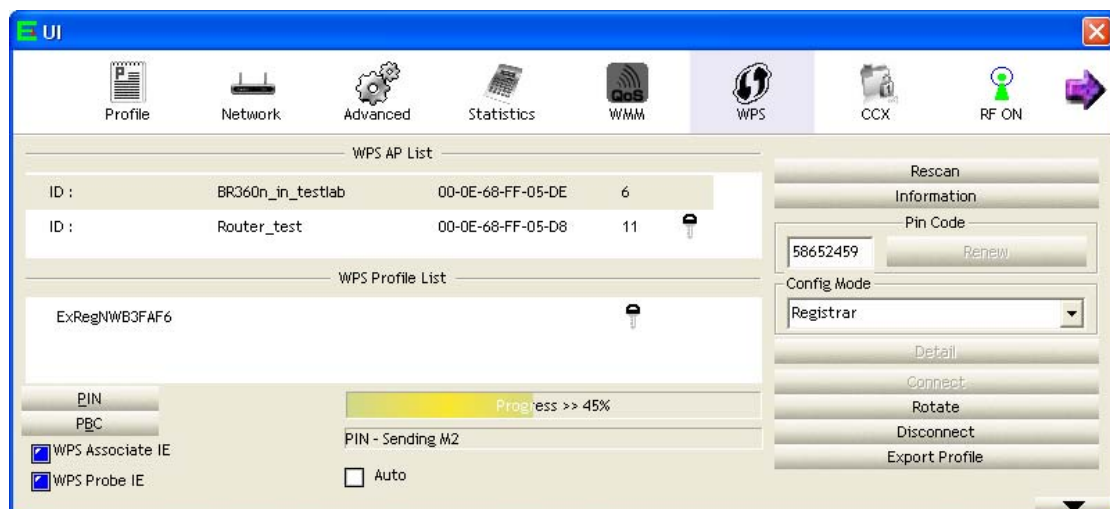 UI
Profile Network Advanced Statistics QoS WMM WPS CCX RF ON
WPS AP List
ID : BR360n_in_testlab 00-0E-68-FF-05-DE 6
ID : Router_test 00-0E-68-FF-05-D8 11
WPS Profile List
ExRegNWB3FAF6
PIN
PBC
WPS Associate IE
WPS Probe IE
Progress >> 45%
PIN - Sending M2
Auto
Rescan
Information
Pin Code
58652459 Renew
Config Mode
Registrar
Detail
Connect
Rotate
Disconnect
Export Profile